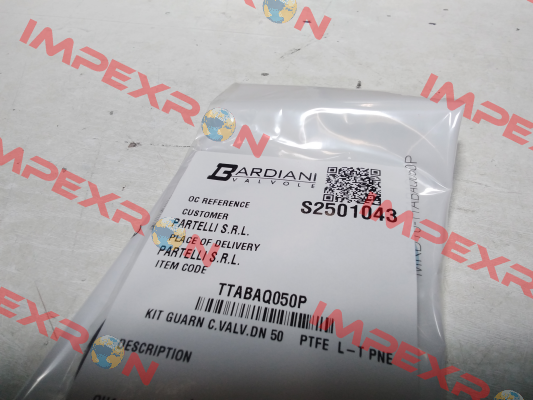 BARDIANI
VALVOLE
OC REFERENCE
S2501043
CUSTOMER
PARTELLI S.R.L.
PLACE OF DELIVERY
PARTELLI S.R.L.
ITEM CODE
TTABAQ050P
KIT GUARN C.VALV.DN 50 PTFE L-T PNE
DESCRIPTION
IMPEXRON
IMPEXRON
IMPEXRON
IMPEXRON
IMPEXRON